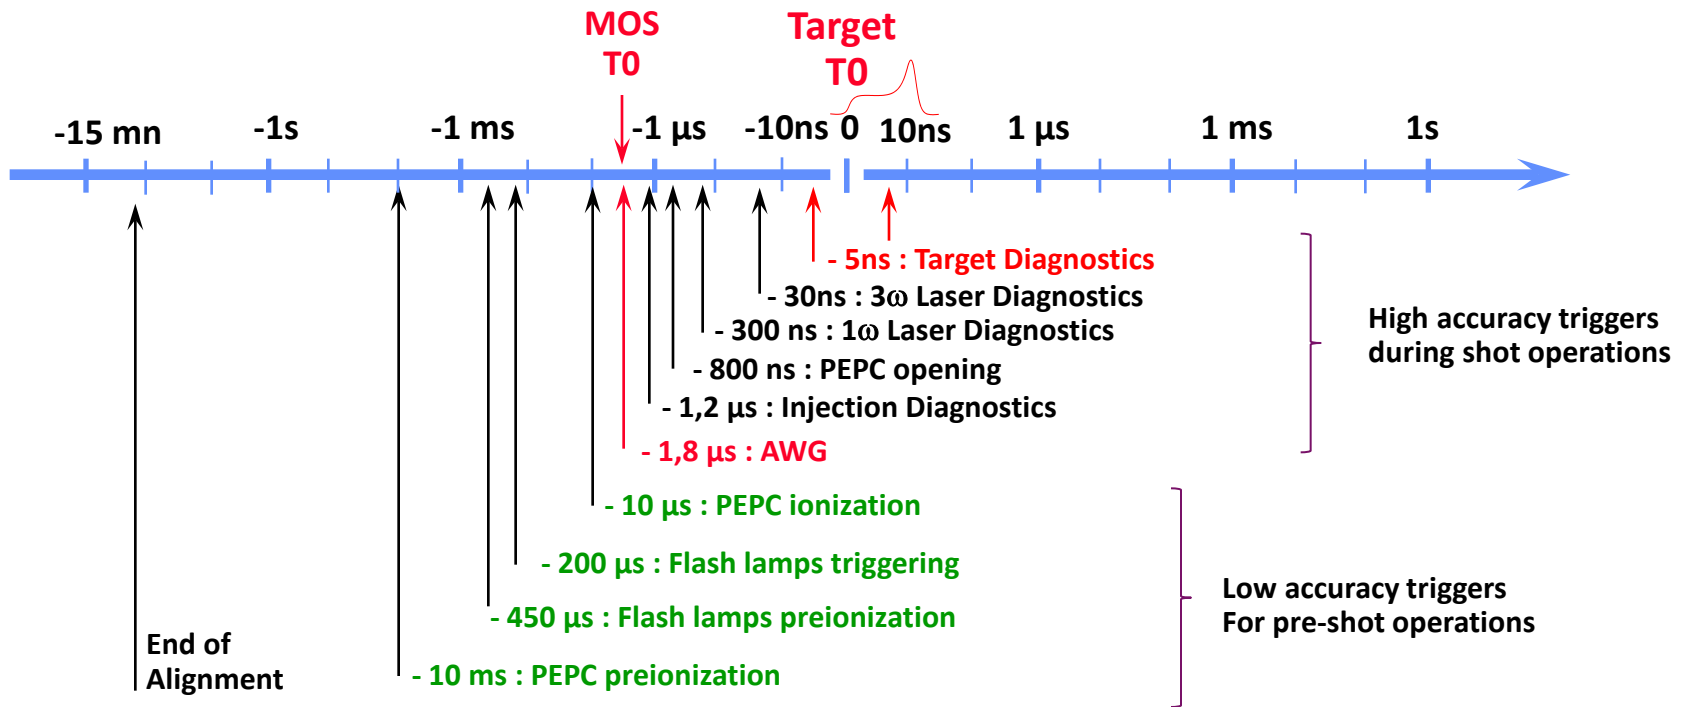 MOS
T0
Target
T0
-15 mn
-1s
-1 ms
-1 µs
-10ns
0
10ns
1 µs
1 ms
1s
- 5ns : Target Diagnostics
- 30ns : 3ω Laser Diagnostics
- 300 ns : 1ω Laser Diagnostics
- 800 ns : PEPC opening
- 1,2 µs : Injection Diagnostics
- 1,8 µs : AWG
High accuracy triggers
during shot operations
- 10 µs : PEPC ionization
- 200 µs : Flash lamps triggering
- 450 µs : Flash lamps preionization
- 10 ms : PEPC preionization
Low accuracy triggers
For pre-shot operations
End of
Alignment